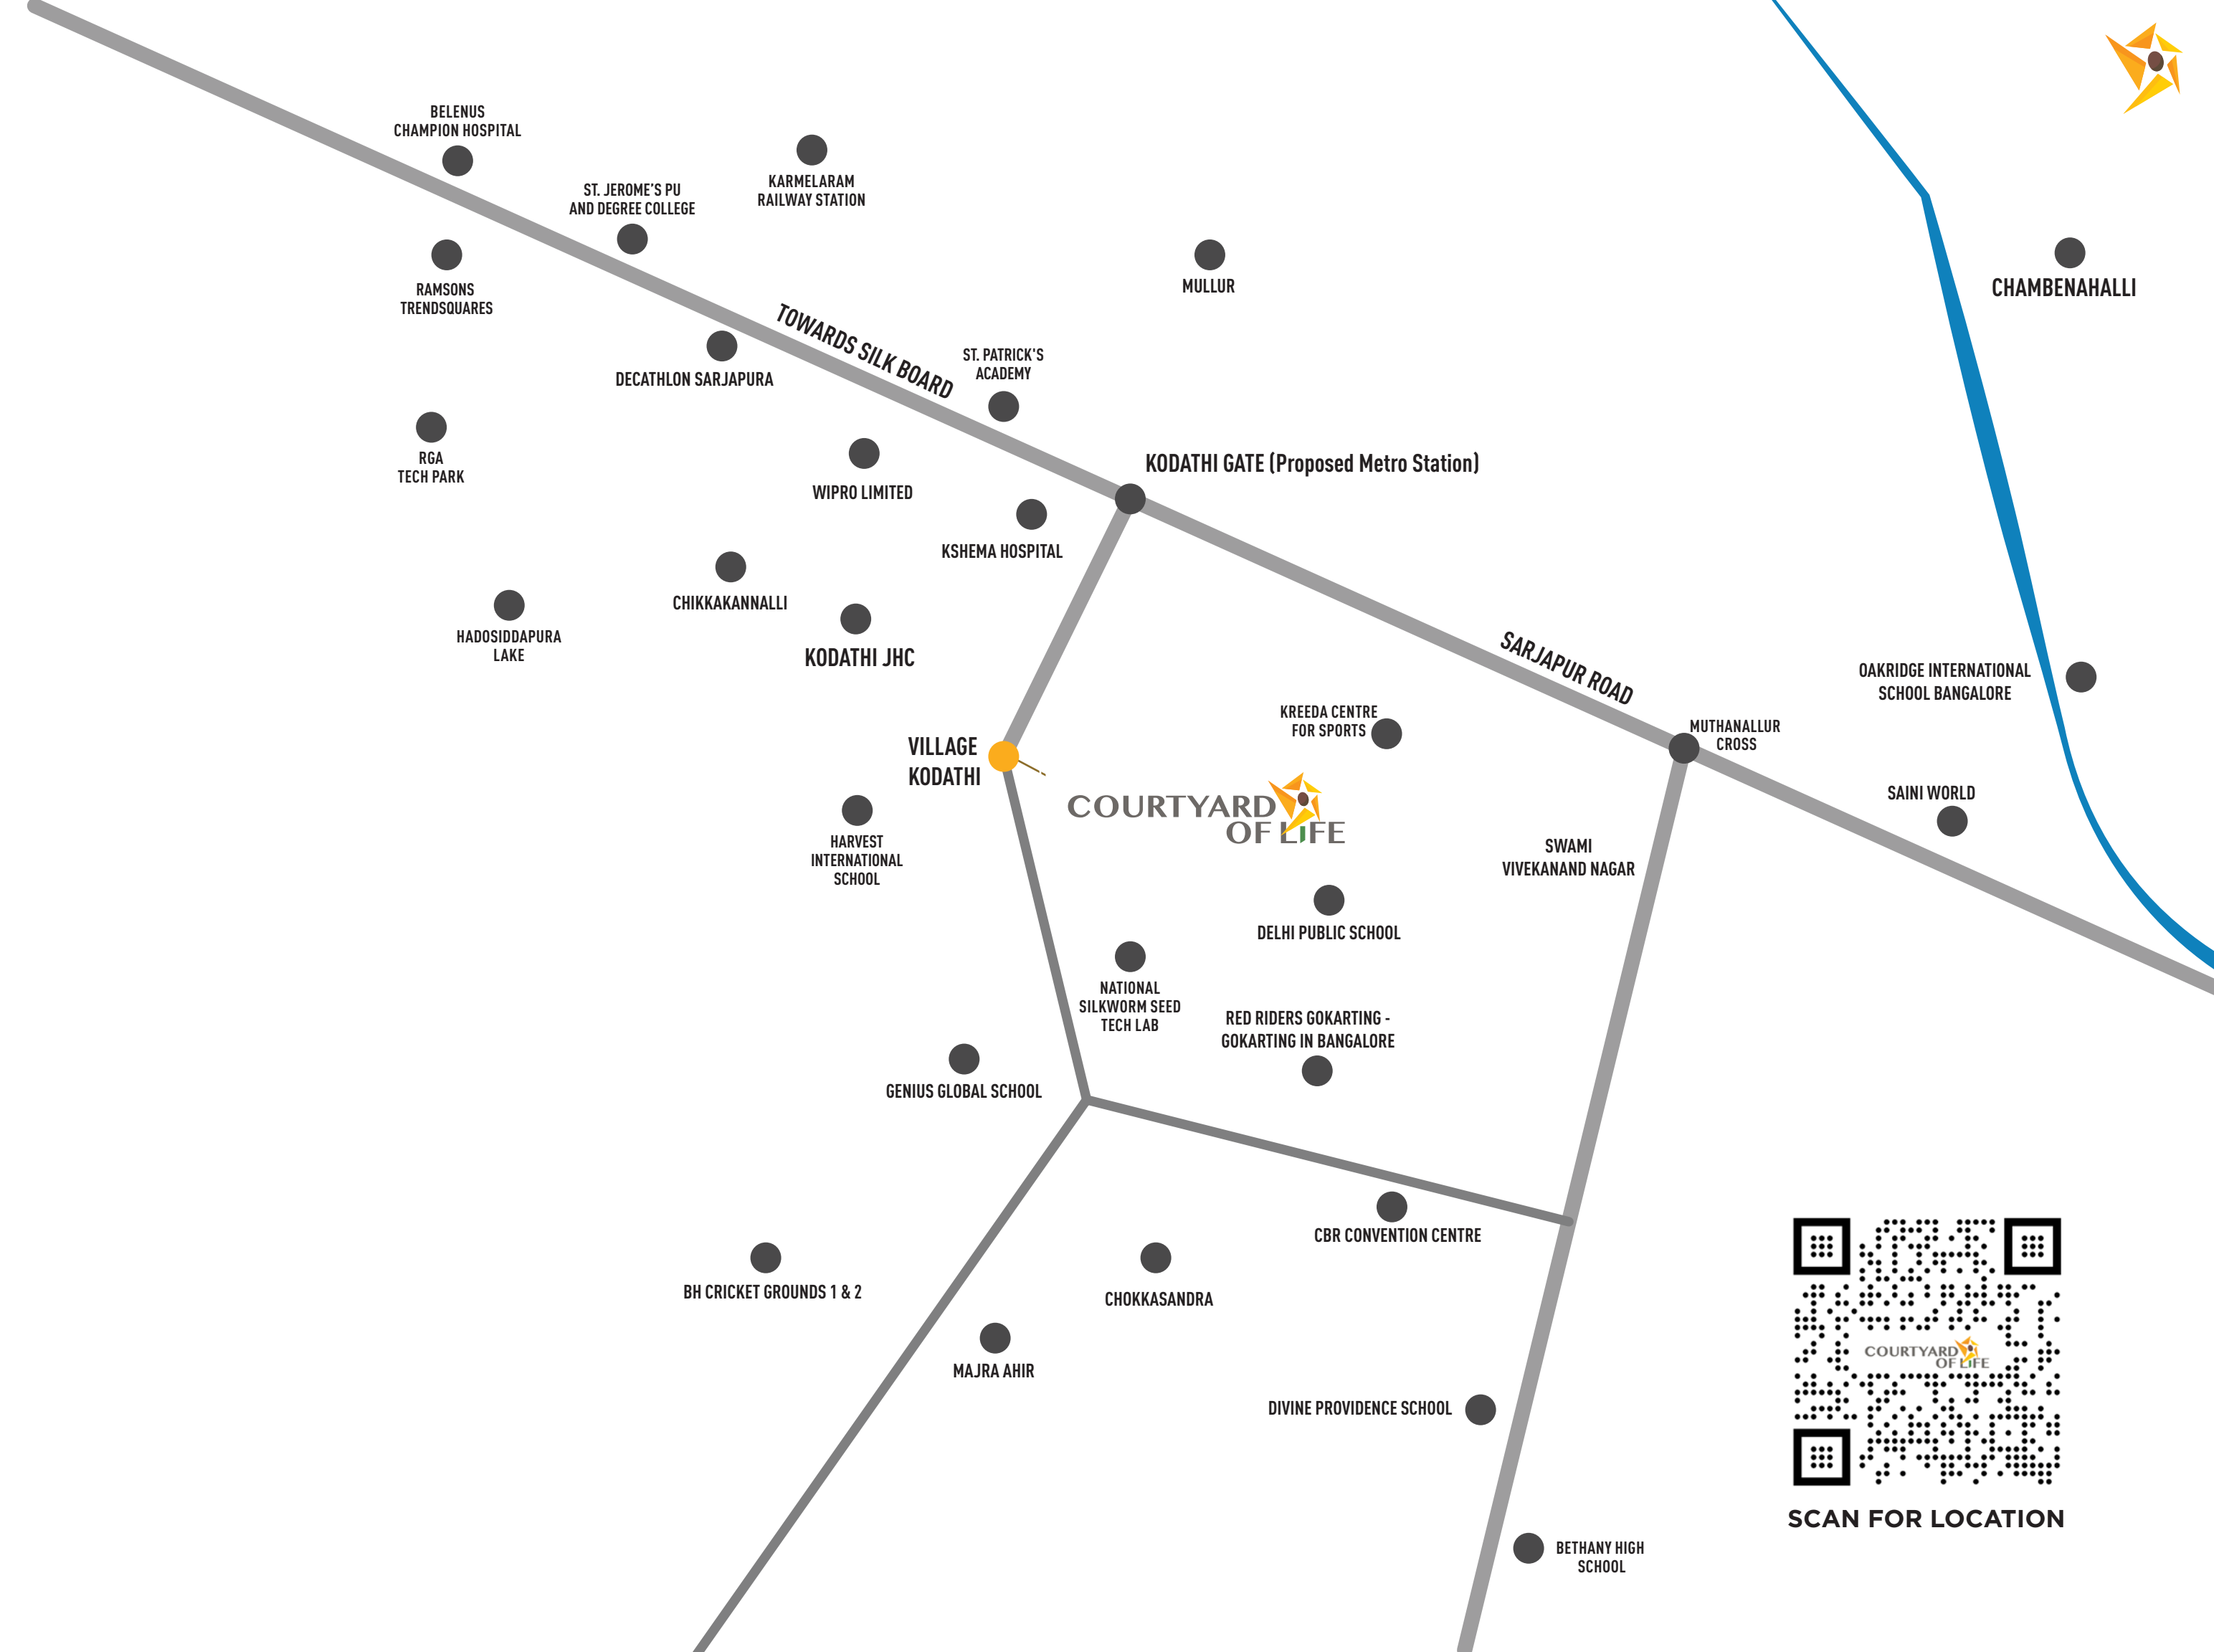 BELENUS
CHAMPION HOSPITAL
ST. JEROME'S PU
AND DEGREE COLLEGE
KARMELARAM
RAILWAY STATION
RAMSONS
TRENDSQUARES
MULLUR
CHAMBENAHALLI
TOWARDS SILK BOARD
DECATHLON SARJAPURA
ST. PATRICK'S
ACADEMY
RGA
TECH PARK
WIPRO LIMITED
KODATHI GATE (Proposed Metro Station)
KSHEMA HOSPITAL
CHIKKAKANNALLI
HADOSIDDAPURA
LAKE
KODATHI JHC
SARJAPUR ROAD
OAKRIDGE INTERNATIONAL
SCHOOL BANGALORE
KREEDA CENTRE
FOR SPORTS
MUTHANALLUR
CROSS
VILLAGE
KODATHI
SAINI WORLD
COURTYARD
OF LIFE
HARVEST
INTERNATIONAL
SCHOOL
SWAMI
VIVEKANAND NAGAR
DELHI PUBLIC SCHOOL
NATIONAL
SILKWORM SEED
TECH LAB
RED RIDERS GOKARTING -
GOKARTING IN BANGALORE
GENIUS GLOBAL SCHOOL
CBR CONVENTION CENTRE
BH CRICKET GROUNDS 1 & 2
CHOKKASANDRA
MAJRA AHIR
COURTYARD
OF LIFE
DIVINE PROVIDENCE SCHOOL
SCAN FOR LOCATION
BETHANY HIGH
SCHOOL